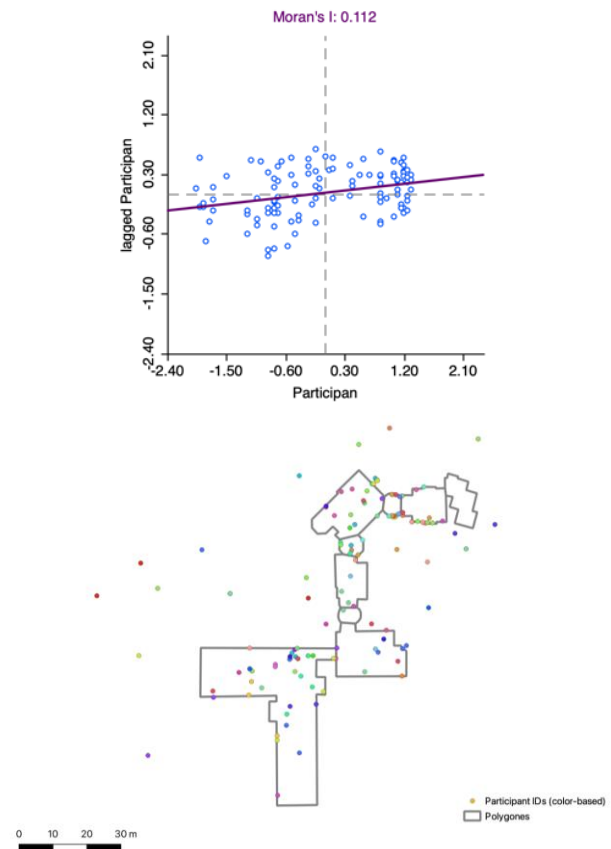 Moran's I: 0.112
2.10
1.20
0.30
-0.60
-1.50
-2.40
lagged Participan
-2.40 -1.50 -0.60 0.30 1.20 2.10
Participan
Participant IDs (color-based)
Polygones
0 10 20 30 m